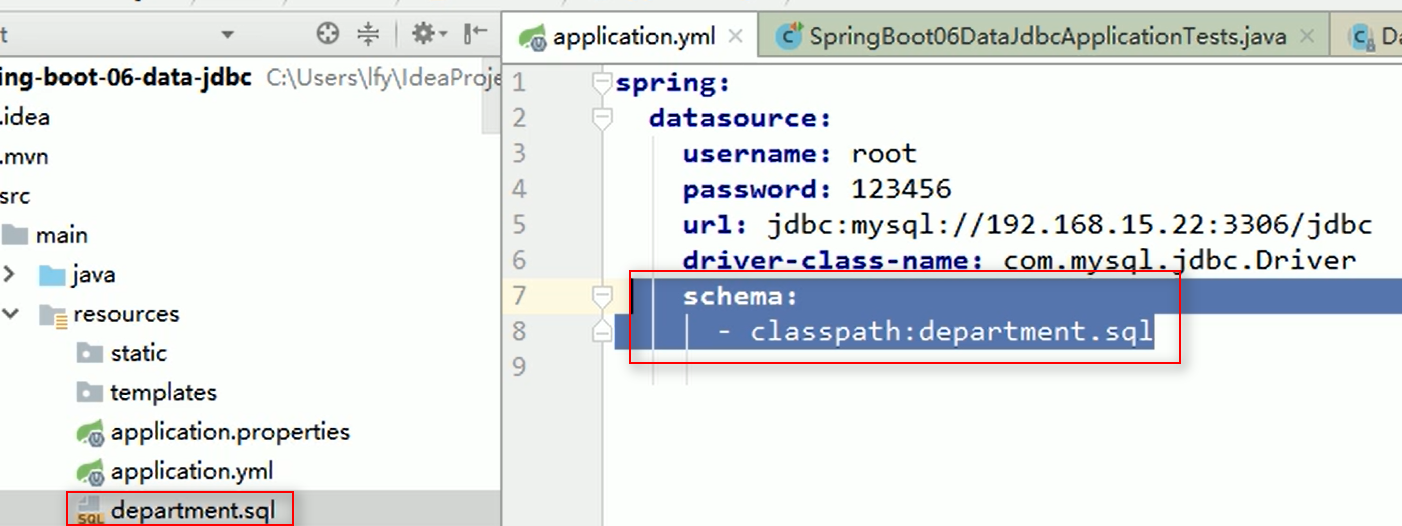 t
application.yml
SpringBoot06DataJdbcApplicationTests.java
Da
ing-boot-06-data-jdbc C:\Users\lfy\IdeaProje
.idea
.mvn
src
main
java
resources
static
templates
application.properties
application.yml
department.sql
1 spring:
2 datasource:
3 username: root
4 password: 123456
5 url: jdbc:mysql://192.168.15.22:3306/jdbc
6 driver-class-name: com.mysql.jdbc.Driver
7 schema:
8 - classpath:department.sql
9